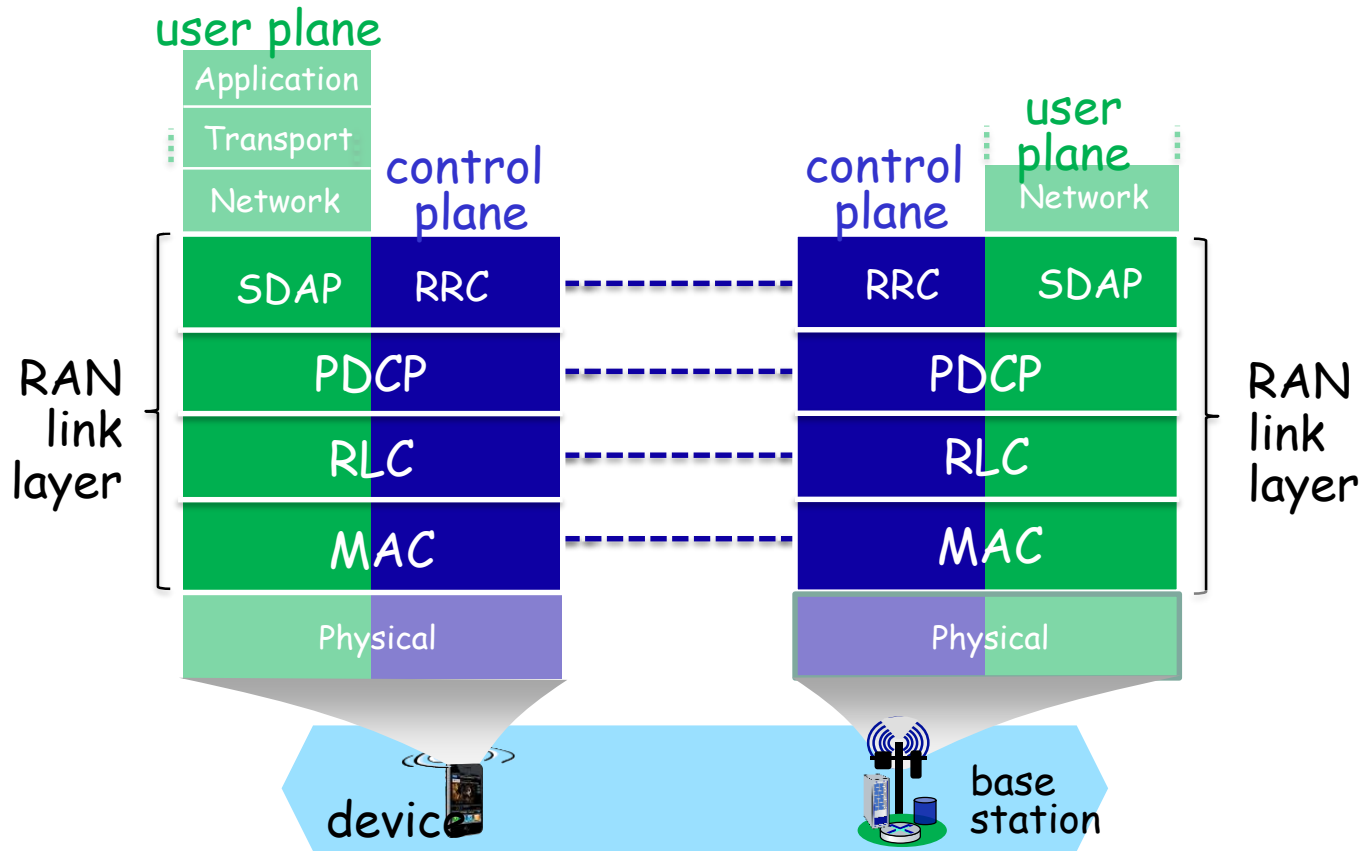 user plane
Application
Transport
Network
control
plane
SDAP
RRC
PDCP
RLC
MAC
Physical
RAN
link
layer
device
control
plane
user
plane
Network
RRC
SDAP
PDCP
RLC
MAC
Physical
RAN
link
layer
base
station